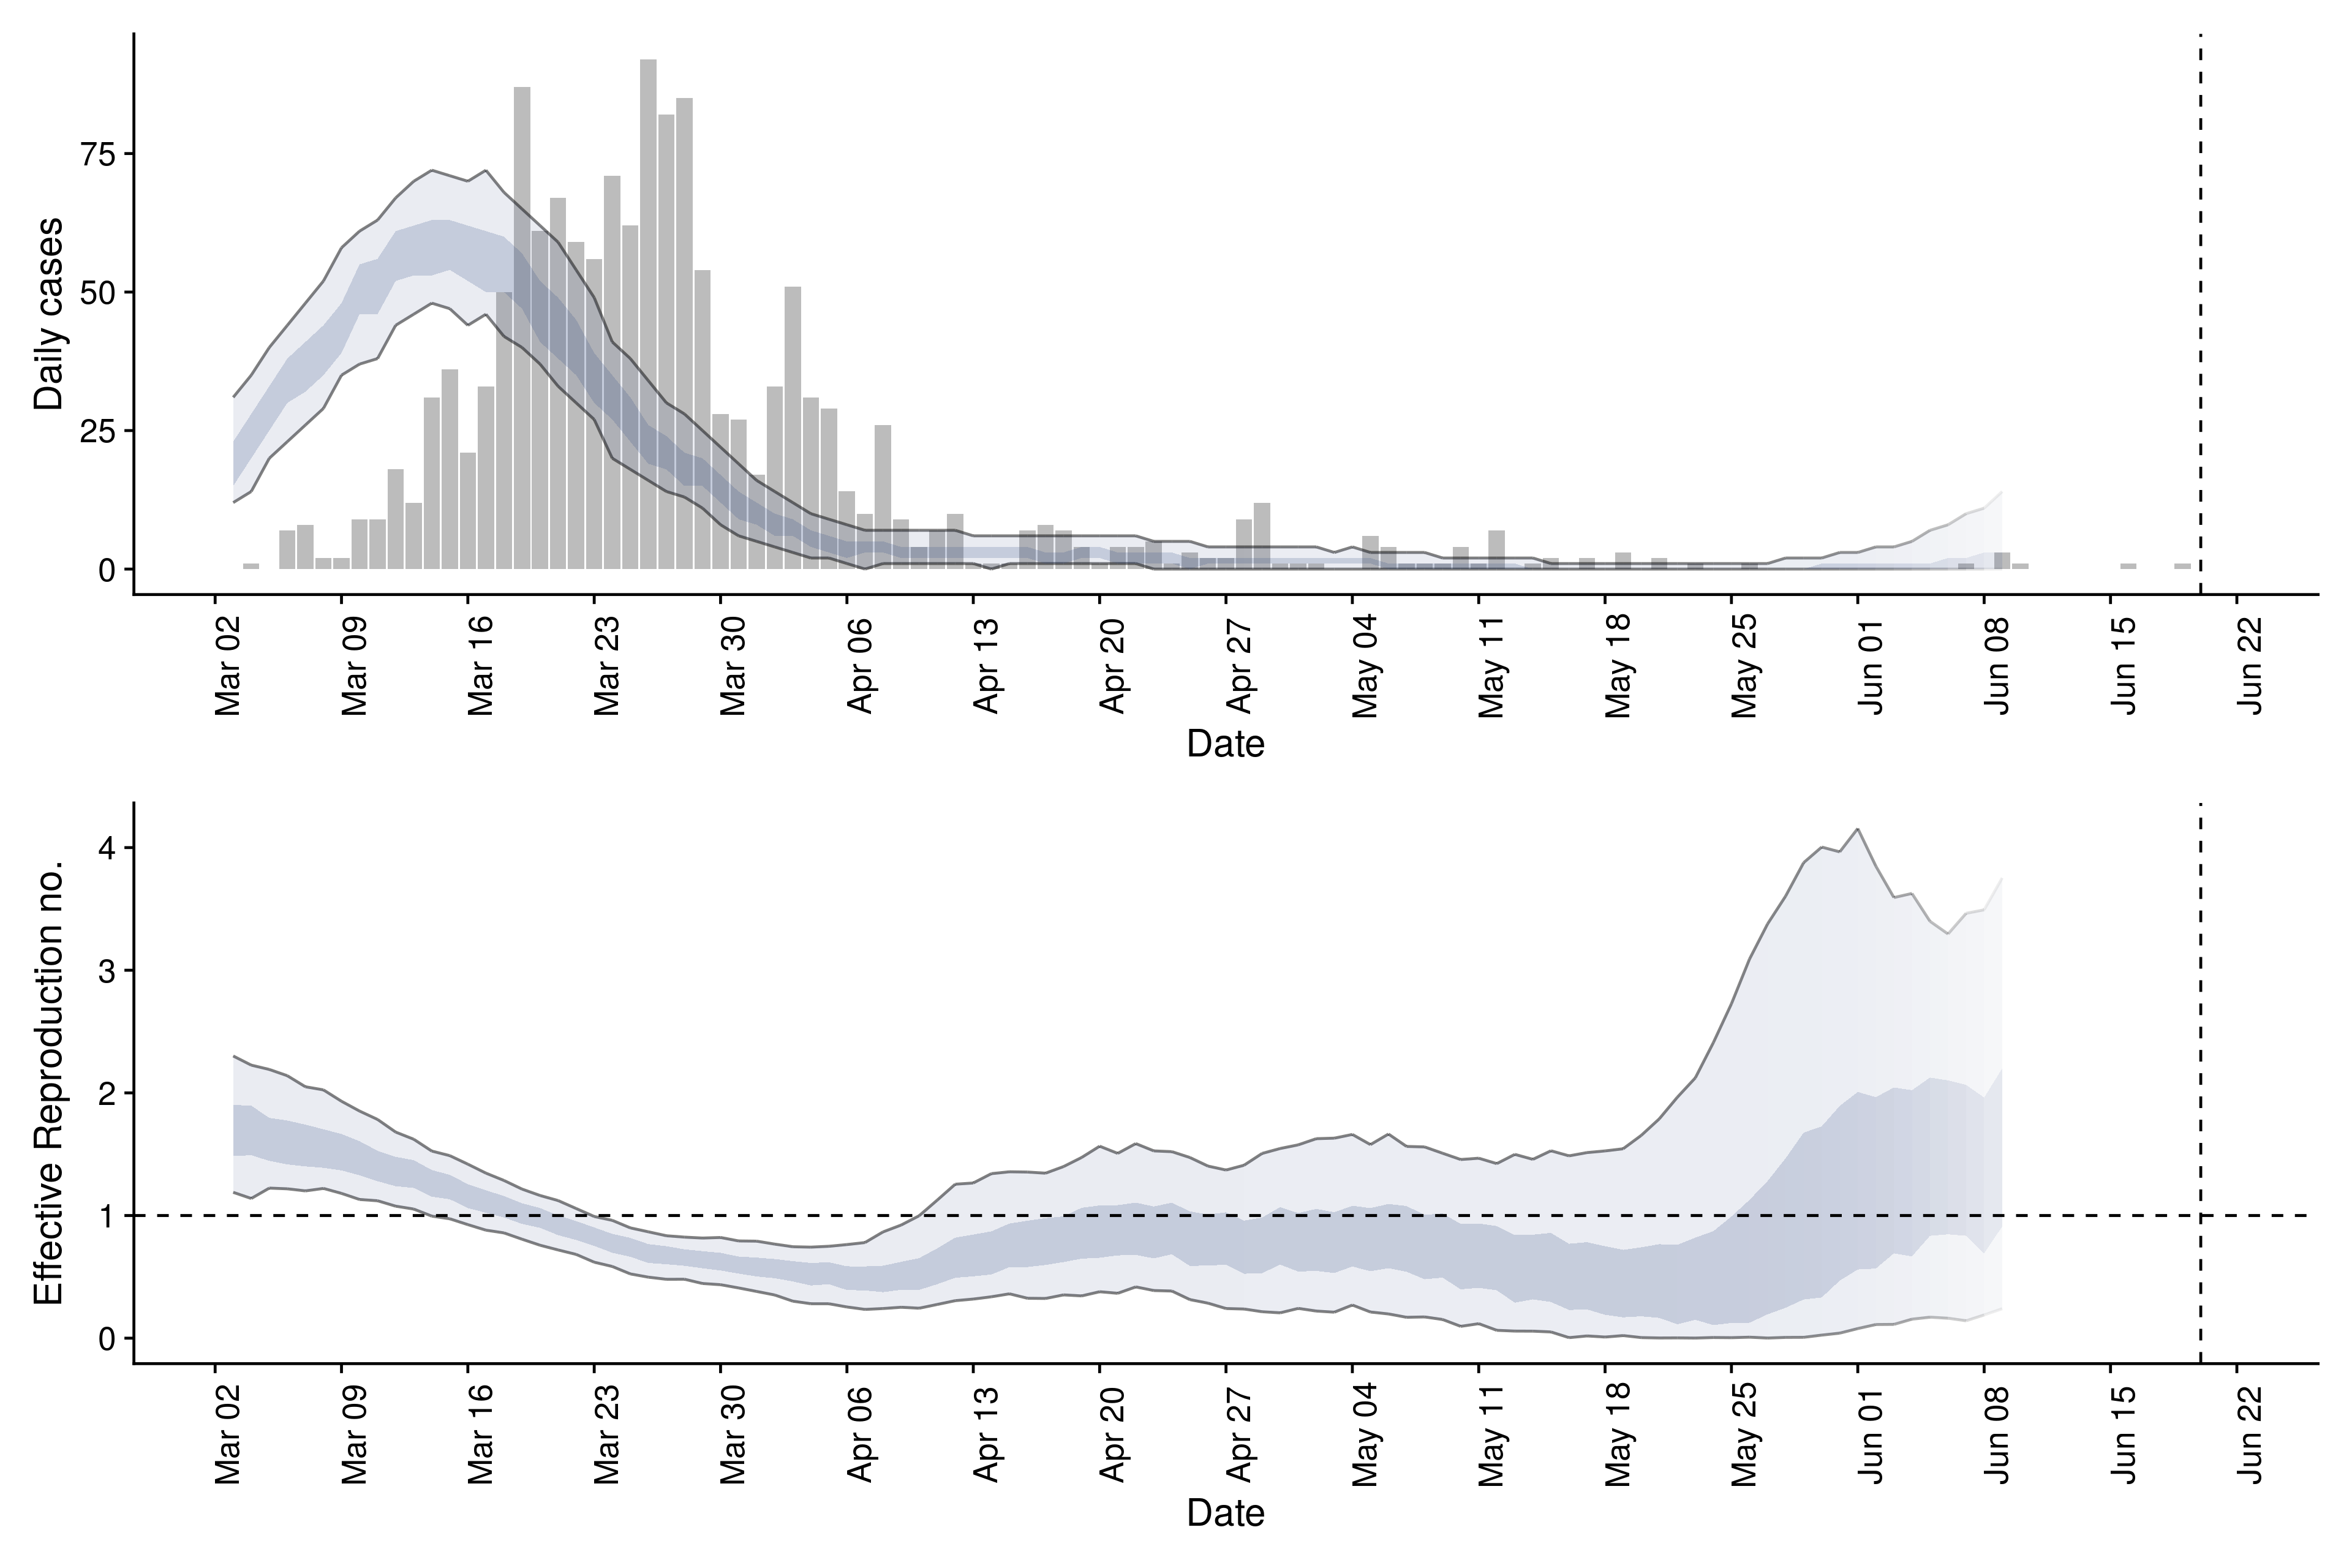 Daily cases
75
50
25
0
Mar 02
Mar 09
Mar 16
Mar 23
Mar 30
Apr 06
Apr 13
Apr 20
Apr 27
May 04
May 11
May 18
May 25
Jun 01
Jun 08
Jun 15
Jun 22
Date
Effective Reproduction no.
4
3
2
1
0
Mar 02
Mar 09
Mar 16
Mar 23
Mar 30
Apr 06
Apr 13
Apr 20
Apr 27
May 04
May 11
May 18
May 25
Jun 01
Jun 08
Jun 15
Jun 22
Date